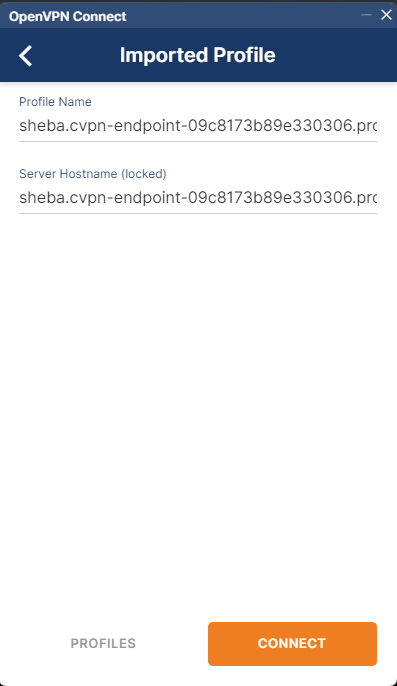 OpenVPN Connect
Imported Profile
Profile Name
sheba.cvpn-endpoint-09c8173b89e330306.pro
Server Hostname (locked)
sheba.cvpn-endpoint-09c8173b89e330306.pro
PROFILES
CONNECT